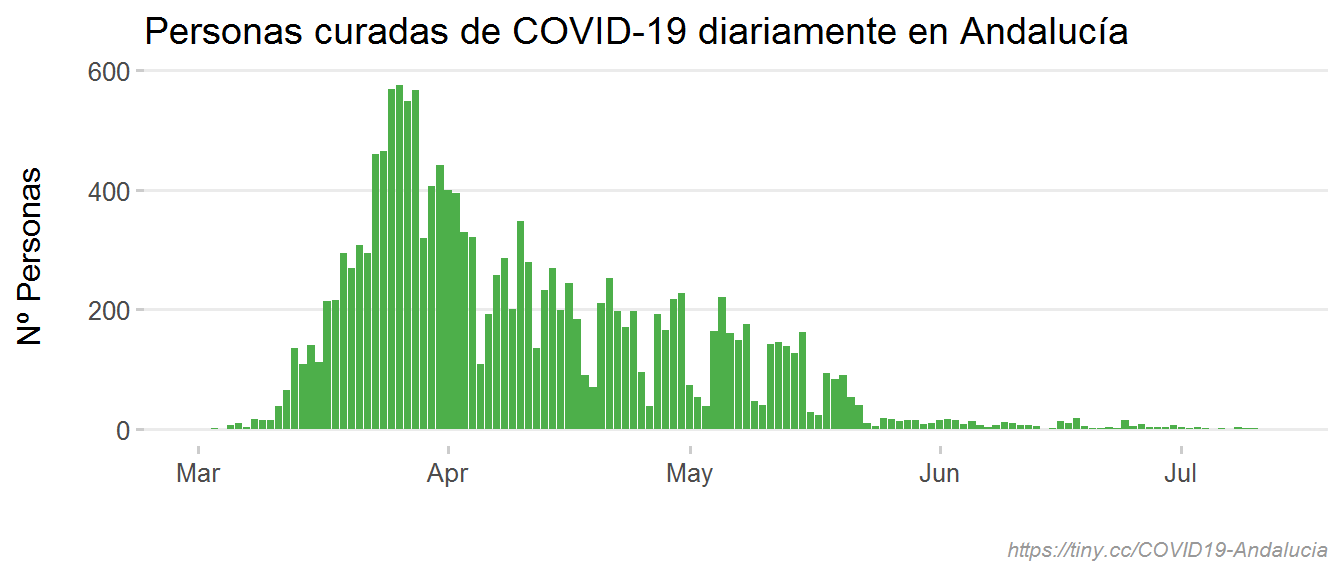 Personas curadas de COVID-19 diariamente en Andalucía
600
400
200
0
Nº Personas
Mar Apr May Jun Jul
https://tiny.cc/COVID19-Andalucia